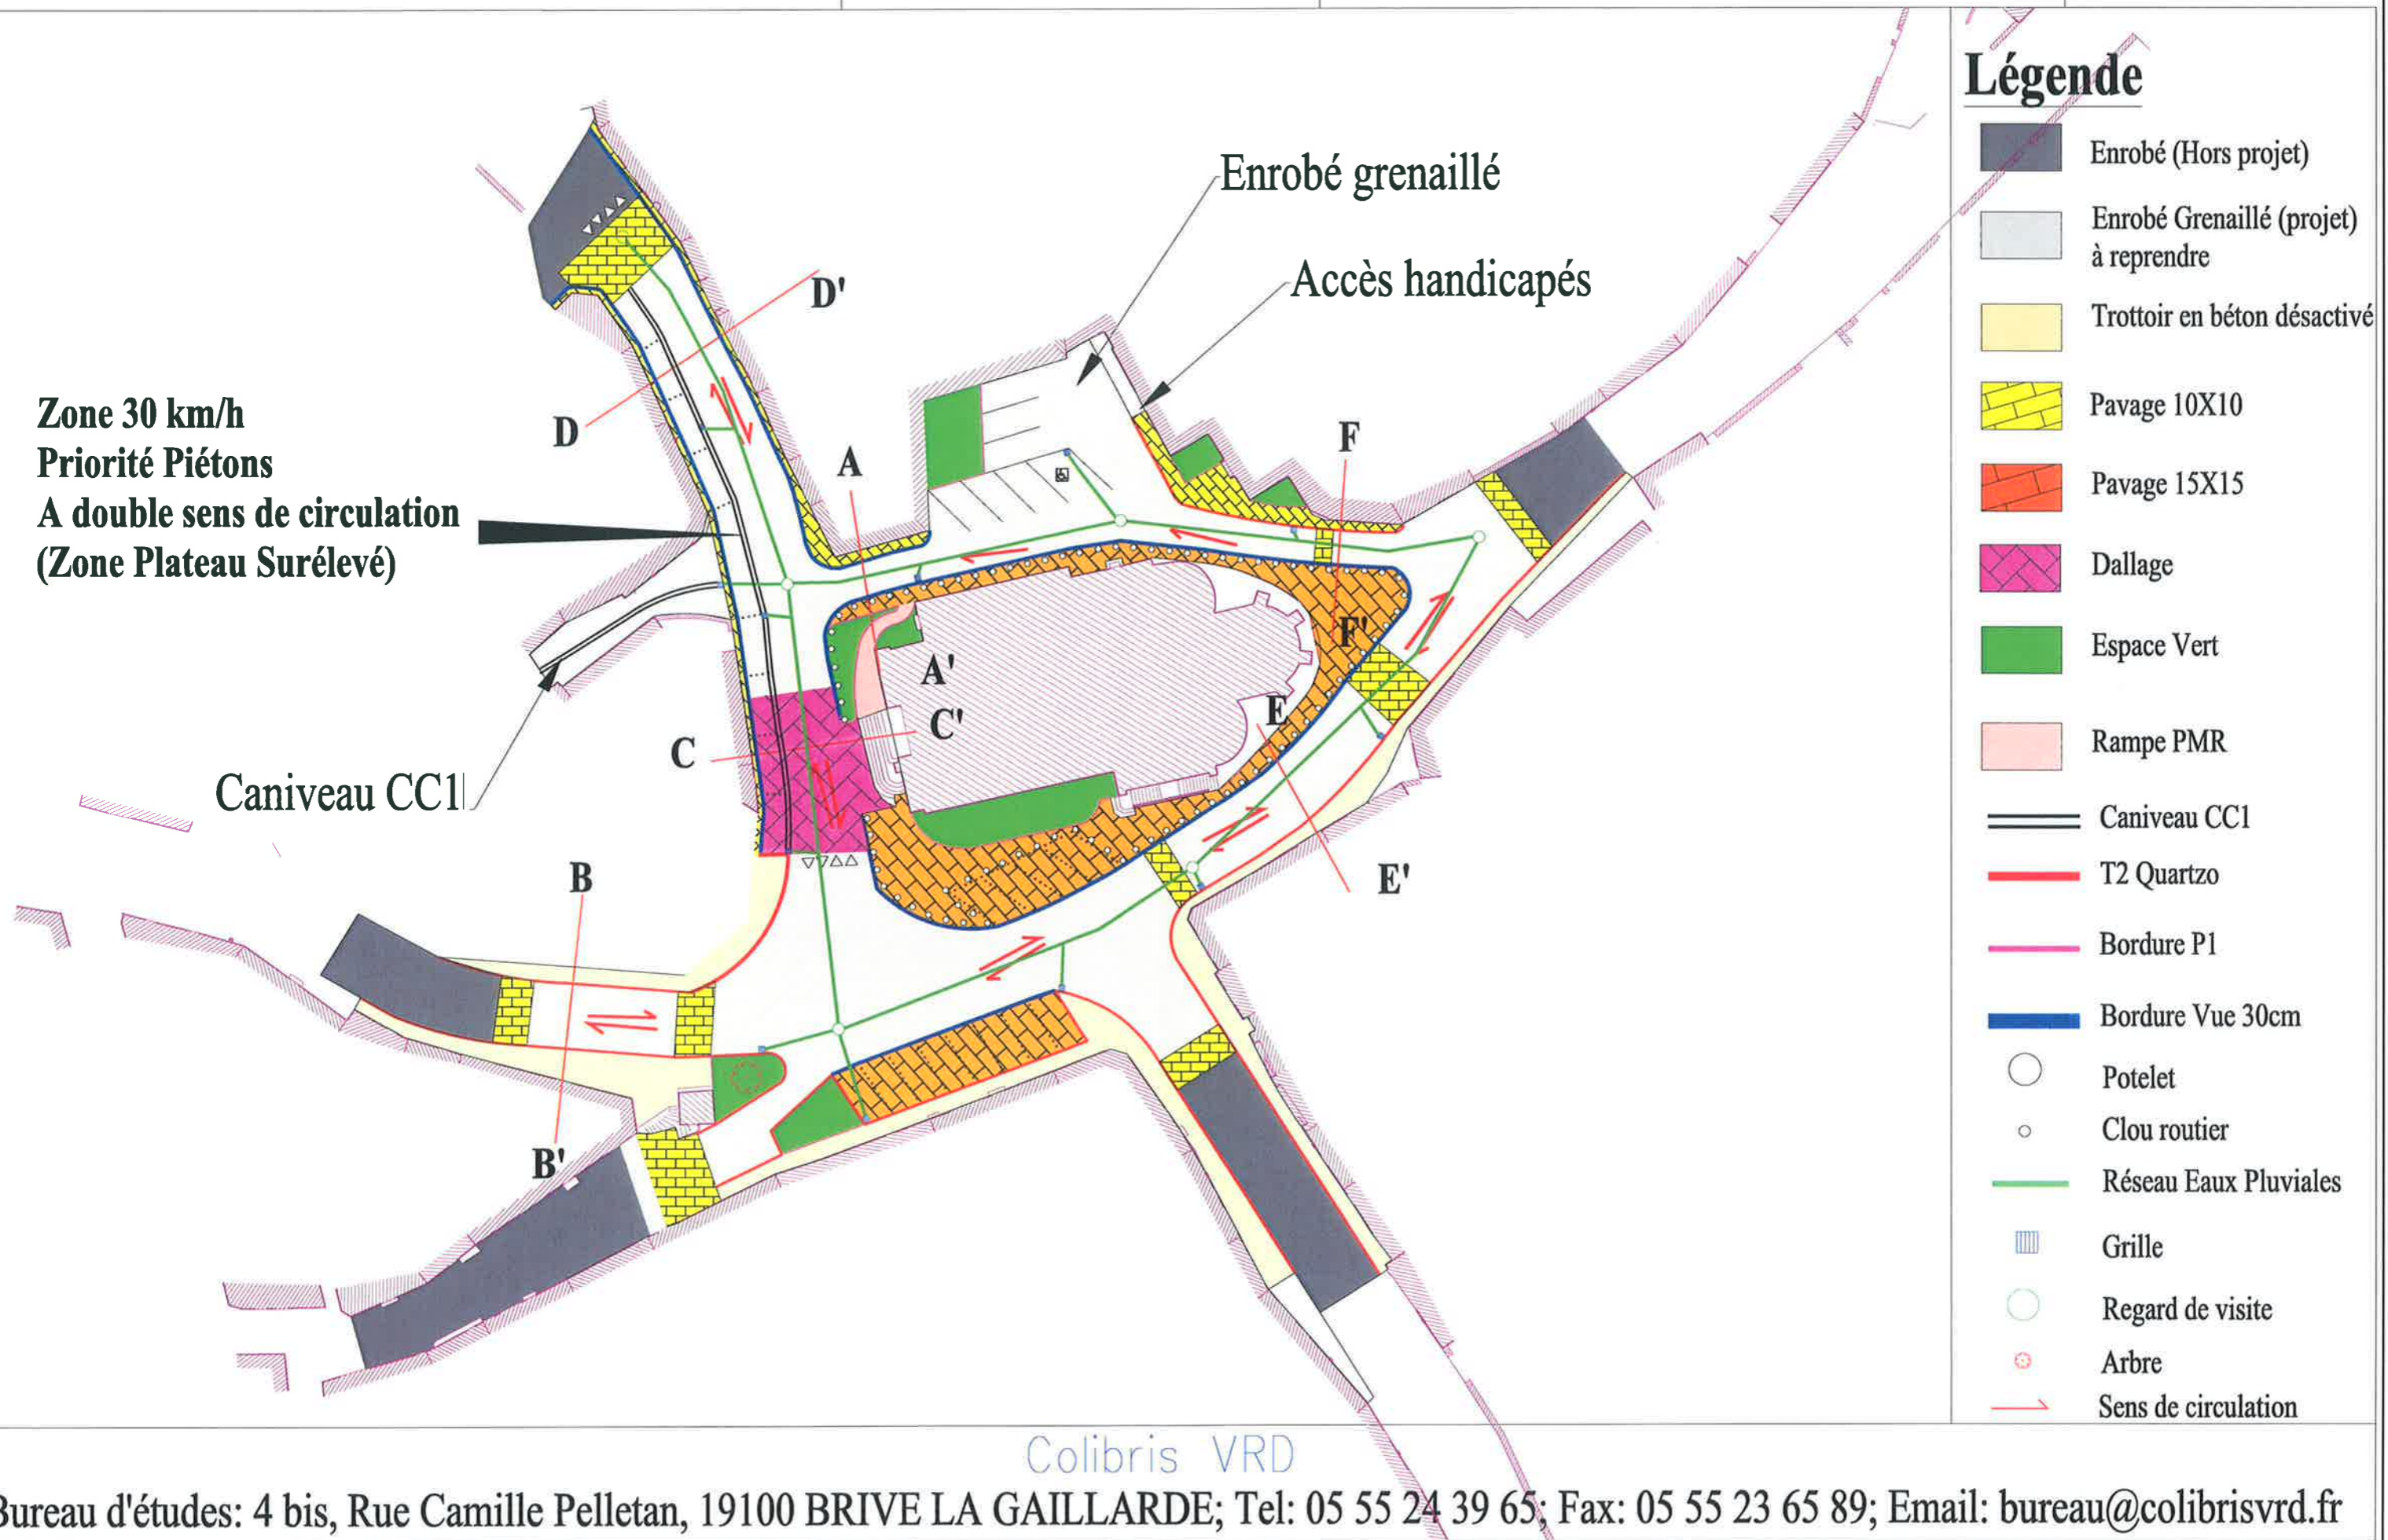 Enrobé grenaillé
Accès handicapés
D'
D
A
F
Zone 30 km/h
Priorité Piétons
A double sens de circulation
(Zone Plateau Surélevé)
F'
A'
C'
E
C
Caniveau CC1
B
E'
B'
Légende
Enrobé (Hors projet)
Enrobé Grenaillé (projet)
à reprendre
Trottoir en béton désactivé
Pavage 10X10
Pavage 15X15
Dallage
Espace Vert
Rampe PMR
Caniveau CC1
T2 Quartzo
Bordure P1
Bordure Vue 30cm
Potelet
Clou routier
Réseau Eaux Pluviales
Grille
Regard de visite
Arbre
Sens de circulation
Colibris VRD
Bureau d'études: 4 bis, Rue Camille Pelletan, 19100 BRIVE LA GAILLARDE; Tel: 05 55 24 39 65; Fax: 05 55 23 65 89; Email: bureau@colibrisvrd.fr